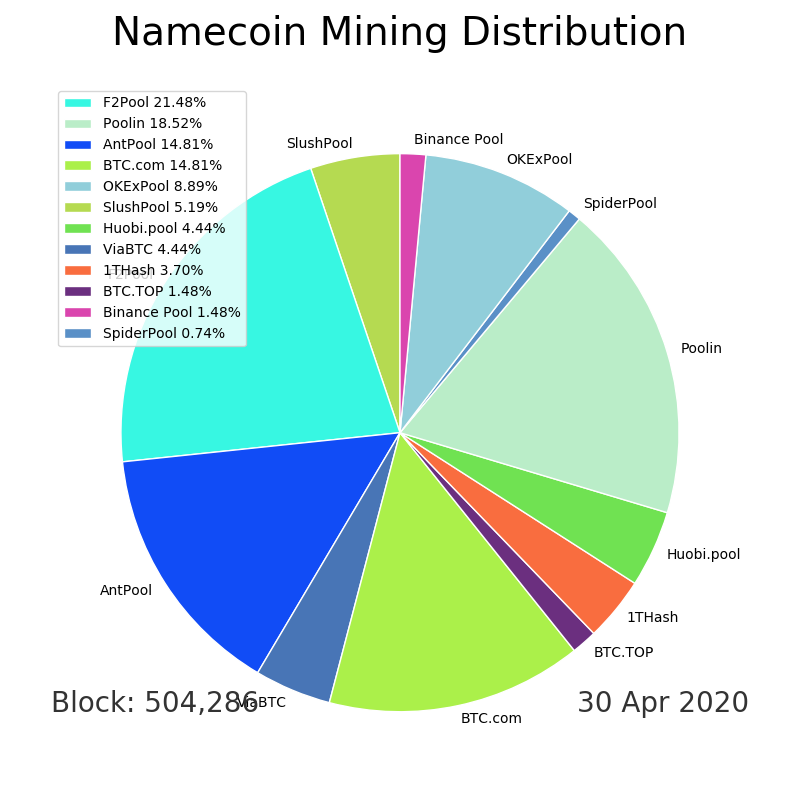 Namecoin Mining Distribution
F2Pool 21.48%
Poolin 18.52%
AntPool 14.81%
BTC.com 14.81%
OKExPool 8.89%
SlushPool 5.19%
Huobi.pool 4.44%
ViaBTC 4.44%
1THash 3.70%
BTC.TOP 1.48%
Binance Pool 1.48%
SpiderPool 0.74%
SlushPool
Binance Pool
OKExPool
SpiderPool
F2Pool
Poolin
Huobi.pool
AntPool
1THash
BTC.TOP
ViaBTC
BTC.com
Block: 504,286
30 Apr 2020